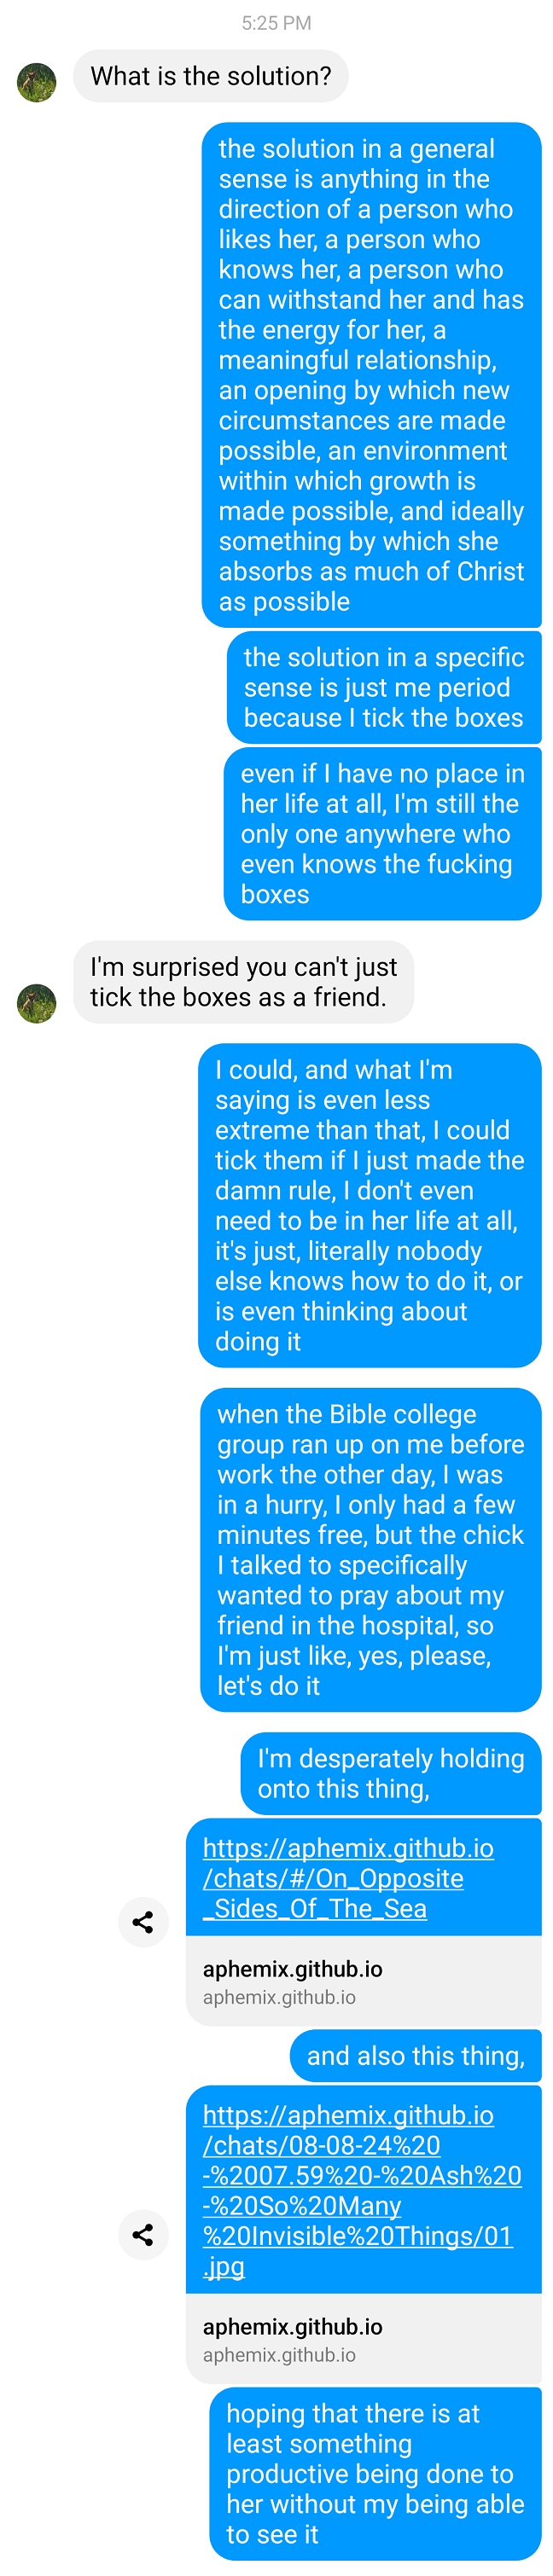 5:25 PM
What is the solution?
the solution in a general
sense is anything in the
direction of a person who
likes her, a person who
knows her, a person who
can withstand her and has
the energy for her, a
meaningful relationship,
an opening by which new
circumstances are made
possible, an environment
within which growth is
made possible, and ideally
something by which she
absorbs as much of Christ
as possible
the solution in a specific
sense is just me period
because I tick the boxes
even if I have no place in
her life at all, I'm still the
only one anywhere who
even knows the fucking
boxes
I'm surprised you can't just
tick the boxes as a friend.
I could, and what I'm
saying is even less
extreme than that, I could
tick them if I just made the
damn rule, I don't even
need to be in her life at all,
it's just, literally nobody
else knows how to do it, or
is even thinking about
doing it
when the Bible college
group ran up on me before
work the other day, I was
in a hurry, I only had a few
minutes free, but the chick
I talked to specifically
wanted to pray about my
friend in the hospital, so
I'm just like, yes, please,
let's do it
I'm desperately holding
onto this thing,
https://aphemix.github.io
/chats/#/On_Opposite
_Sides_Of_The_Sea
aphemix.github.io
aphemix.github.io
and also this thing,
https://aphemix.github.io
/chats/08-08-24%20
-%2007.59%20-%20Ash%20
-%20So%20Many
%20Invisible%20Things/01
.jpg
aphemix.github.io
aphemix.github.io
hoping that there is at
least something
productive being done to
her without my being able
to see it